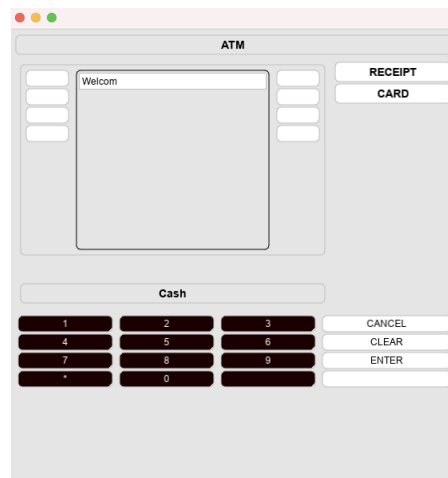 ATM
Welcom
RECEIPT
CARD
Cash
1 2 3 CANCEL
4 5 6 CLEAR
7 8 9 ENTER
* 0